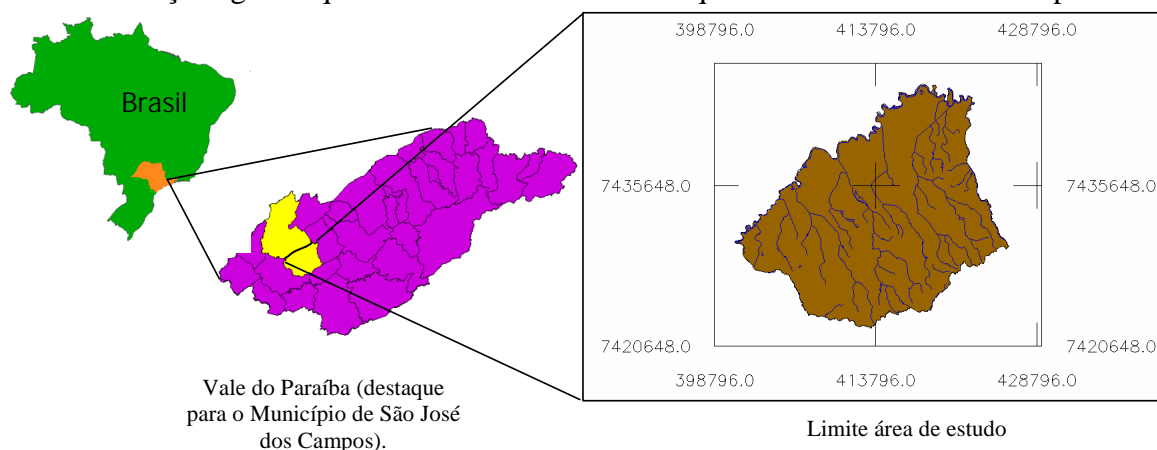 398796.0 413796.0 428796.0
Brasil
7435648.0 7435648.0
7420648.0 7420648.0
398796.0 413796.0 428796.0
Vale do Paraíba (destaque
para o Município de São José
dos Campos).
Limite área de estudo